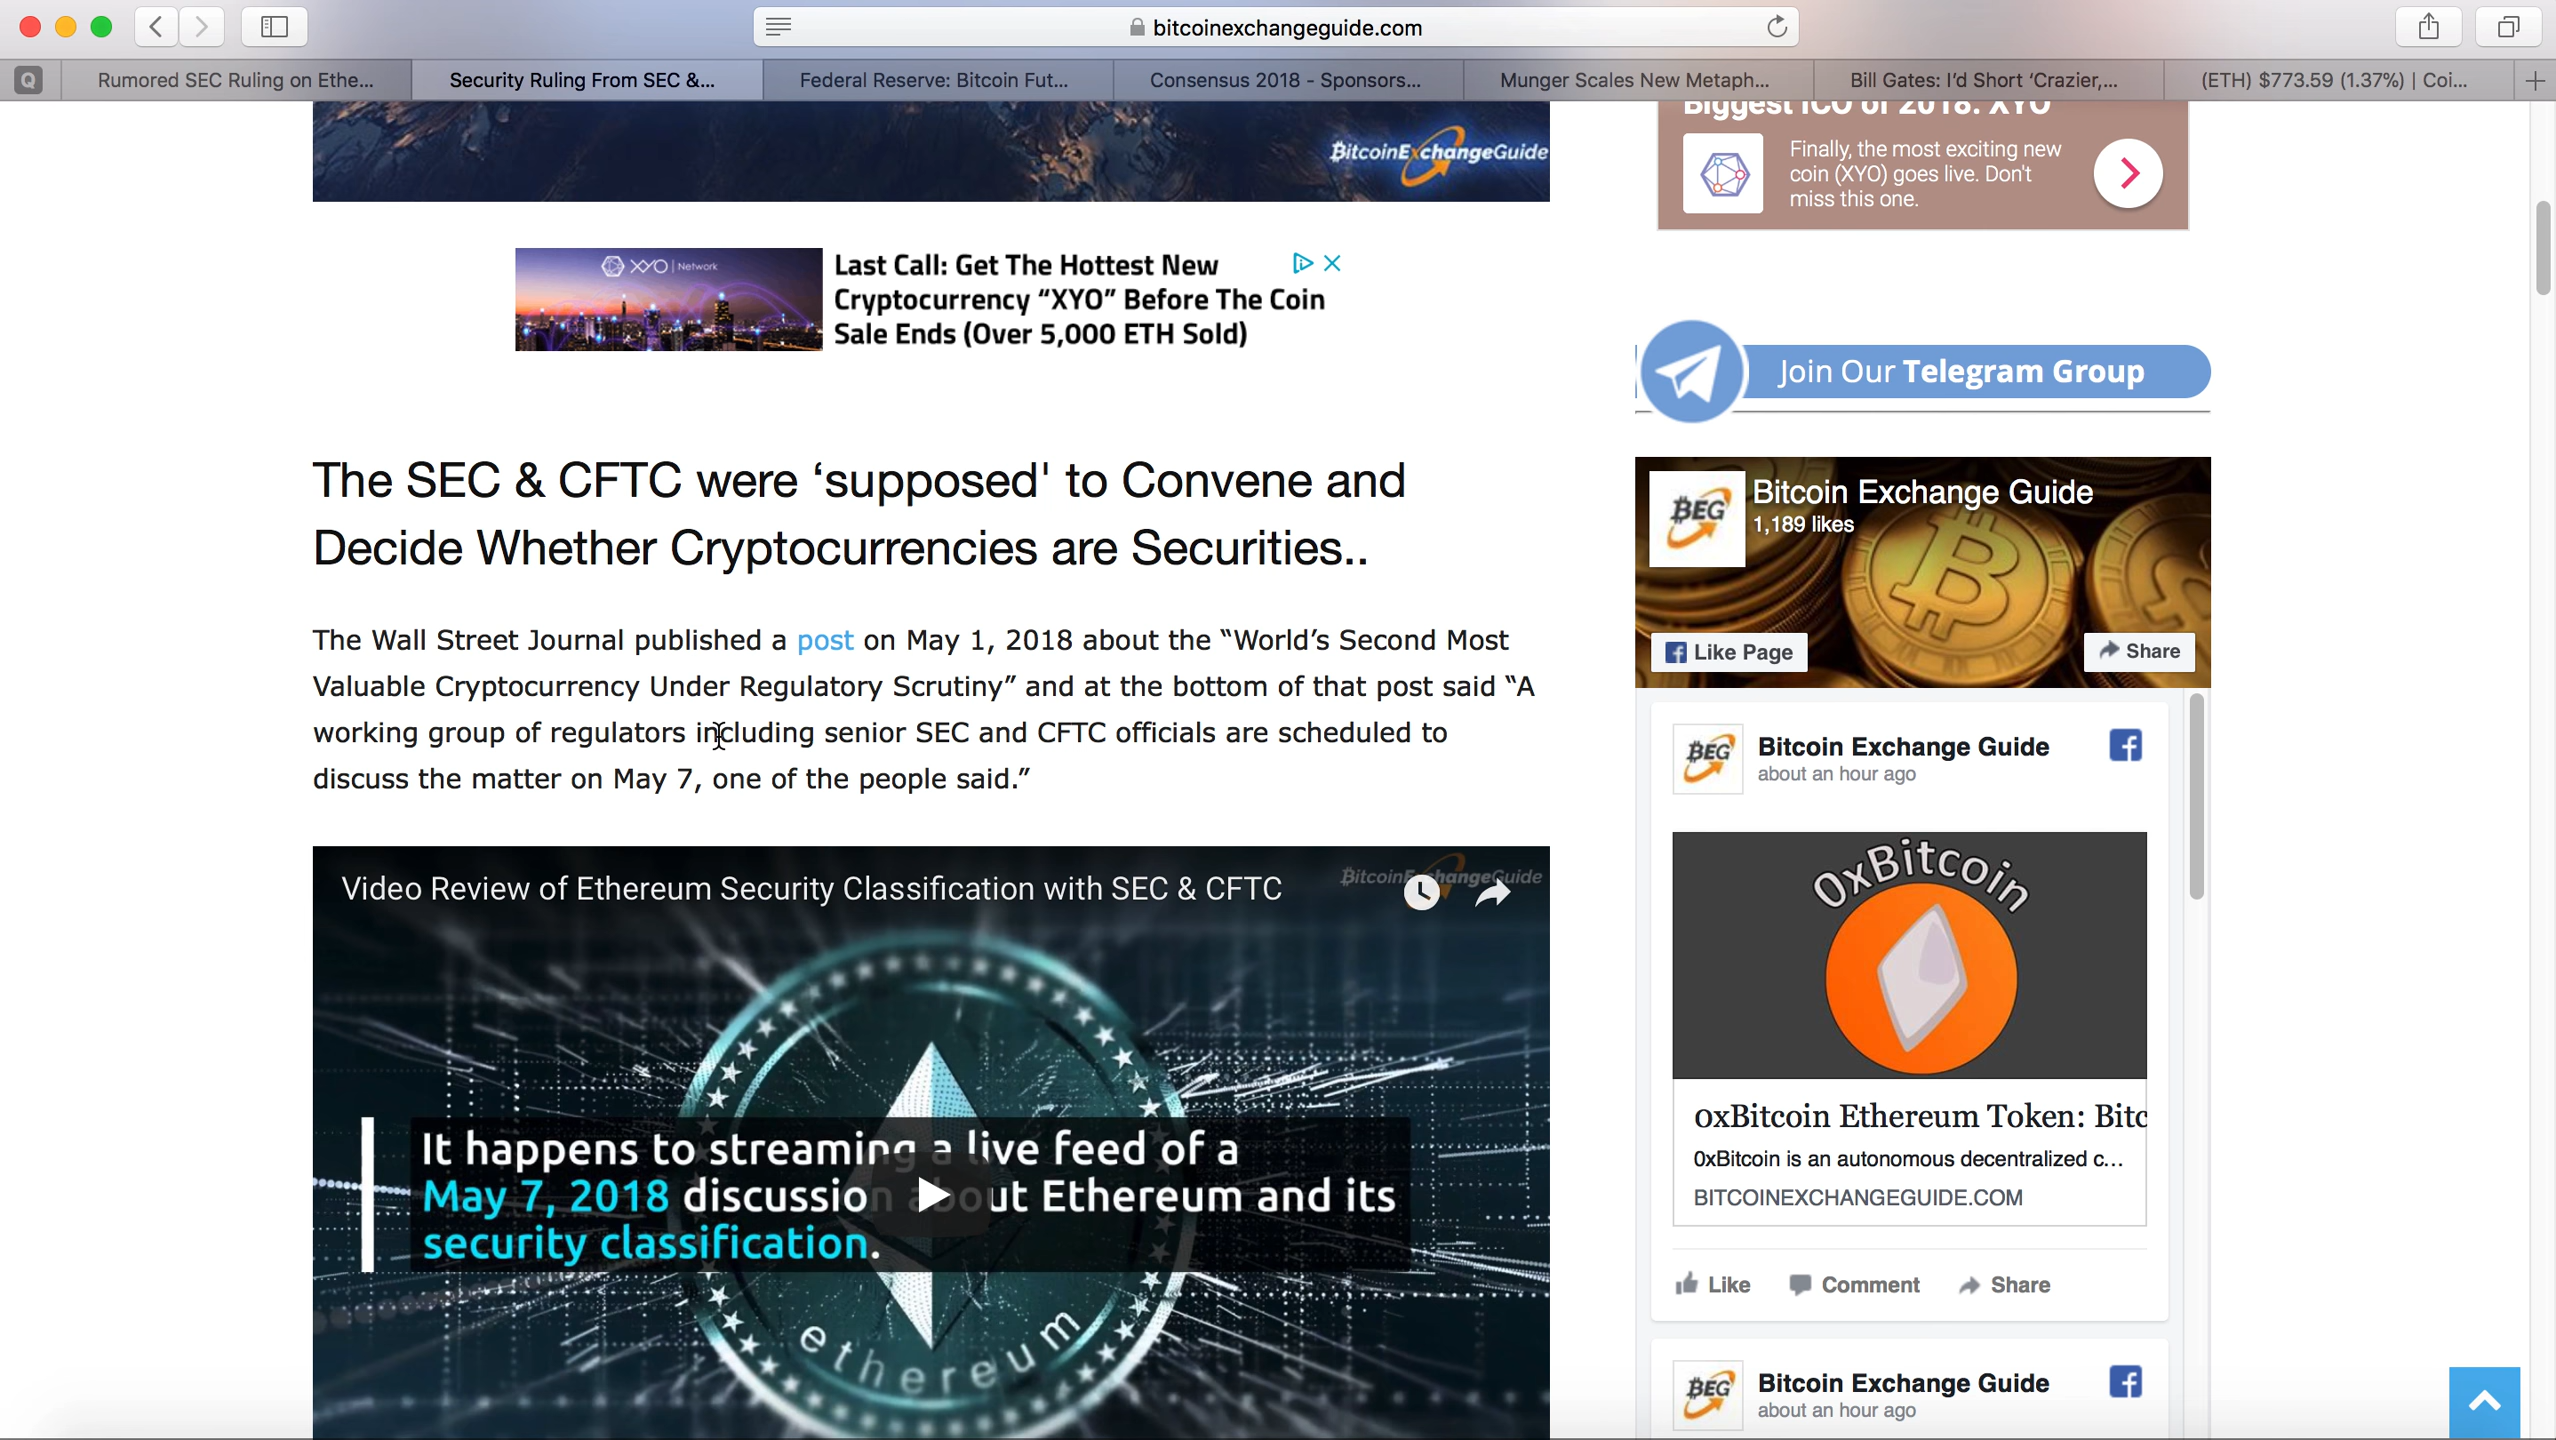 bitcoinexchangeguide.com
Q
Rumored SEC Ruling on Ethe...
Security Ruling From SEC &...
Federal Reserve: Bitcoin Fut...
Consensus 2018 - Sponsors...
Munger Scales New Metaph...
Bill Gates: I'd Short 'Crazier,...
(ETH) $773.59 (1.37%) | Coi...
BitcoinExchangeGuide
Last Call: Get The Hottest New
Cryptocurrency “XYO” Before The Coin
Sale Ends (Over 5,000 ETH Sold)
XYO | Network
The SEC & CFTC were ‘supposed' to Convene and
Decide Whether Cryptocurrencies are Securities..
The Wall Street Journal published a post on May 1, 2018 about the “World’s Second Most
Valuable Cryptocurrency Under Regulatory Scrutiny” and at the bottom of that post said “A
working group of regulators including senior SEC and CFTC officials are scheduled to
discuss the matter on May 7, one of the people said.”
Video Review of Ethereum Security Classification with SEC & CFTC
BitcoinExchangeGuide
It happens to streaming a live feed of a
May 7, 2018 discussion about Ethereum and its
security classification.
ethereum
Biggest ICO of 2018: XYO
Finally, the most exciting new
coin (XYO) goes live. Don't
miss this one.
Join Our Telegram Group
BEG
Bitcoin Exchange Guide
1,189 likes
Like Page
Share
BEG
Bitcoin Exchange Guide
about an hour ago
0xBitcoin
0xBitcoin Ethereum Token: Bitc
0xBitcoin is an autonomous decentralized c...
BITCOINEXCHANGEGUIDE.COM
Like
Comment
Share
BEG
Bitcoin Exchange Guide
about an hour ago